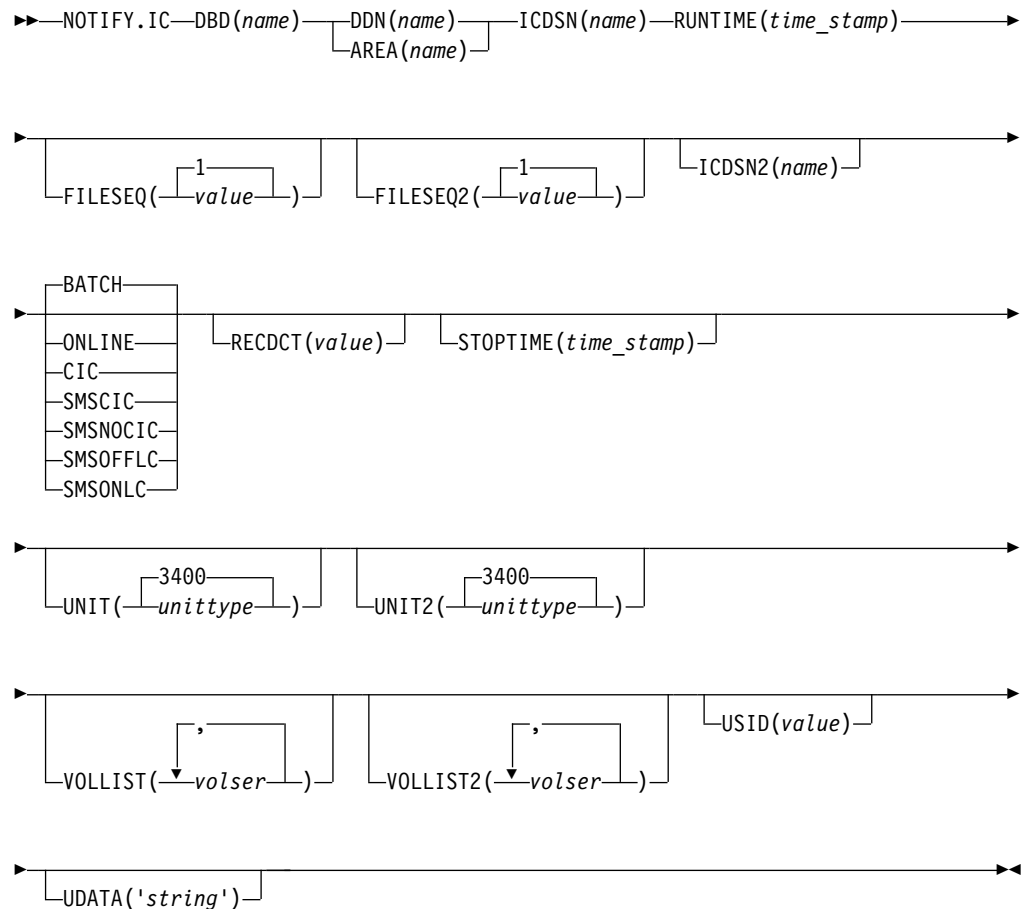 NOTIFY.IC DBD(name) DDN(name) ICDSN(name) RUNTIME(time_stamp)
AREA(name)
1 1 ICDSN2(name)
FILESEQ( value ) FILESEQ2( value )
BATCH
ONLINE RECDCT(value) STOPTIME(time_stamp)
CIC
SMSCIC
SMSNOCIC
SMSOFFLC
SMSONLC
3400 3400
UNIT( unittype ) UNIT2( unittype )
, , USID(value)
VOLLIST( volser ) VOLLIST2( volser )
UDATA('string')